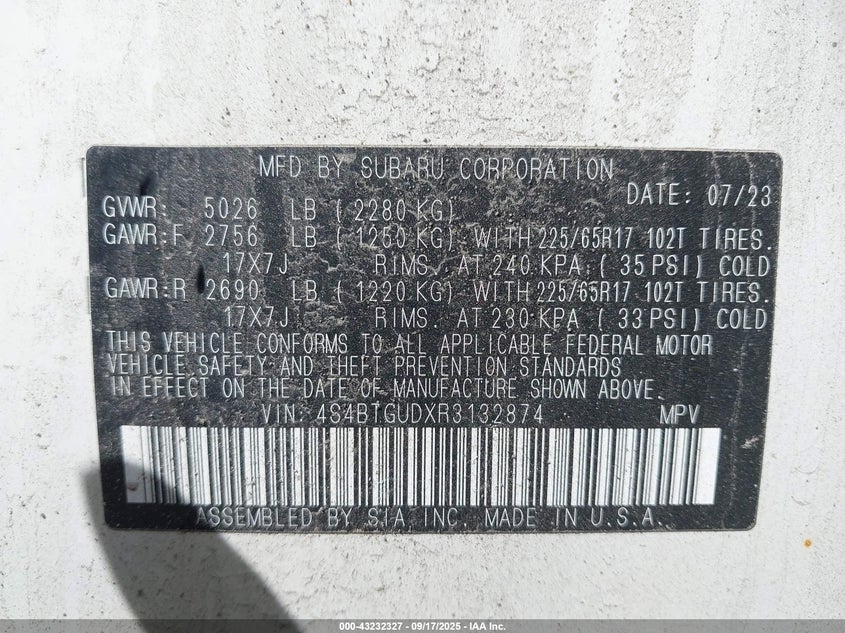 MFD BY SUBARU CORPORATION
DATE: 07/23
GVWR: 5026 LB ( 2280 KG)
GAWR:F 2756 LB ( 1250 KG) WITH 225/65R17 102T TIRES.
17X7J RIMS. AT 240 KPA ( 35 PSI) COLD
GAWR:R 2690 LB ( 1220 KG) WITH 225/65R17 102T TIRES.
17X7J RIMS. AT 230 KPA ( 33 PSI) COLD
THIS VEHICLE CONFORMS TO ALL APPLICABLE FEDERAL MOTOR
VEHICLE SAFETY AND THEFT PREVENTION STANDARDS
IN EFFECT ON THE DATE OF MANUFACTURE SHOWN ABOVE.
VIN: 4S4BTGUDXR3132874 MPV
ASSEMBLED BY SIA INC. MADE IN U.S.A.
000-43232327 - 09/17/2025 - IAA Inc.